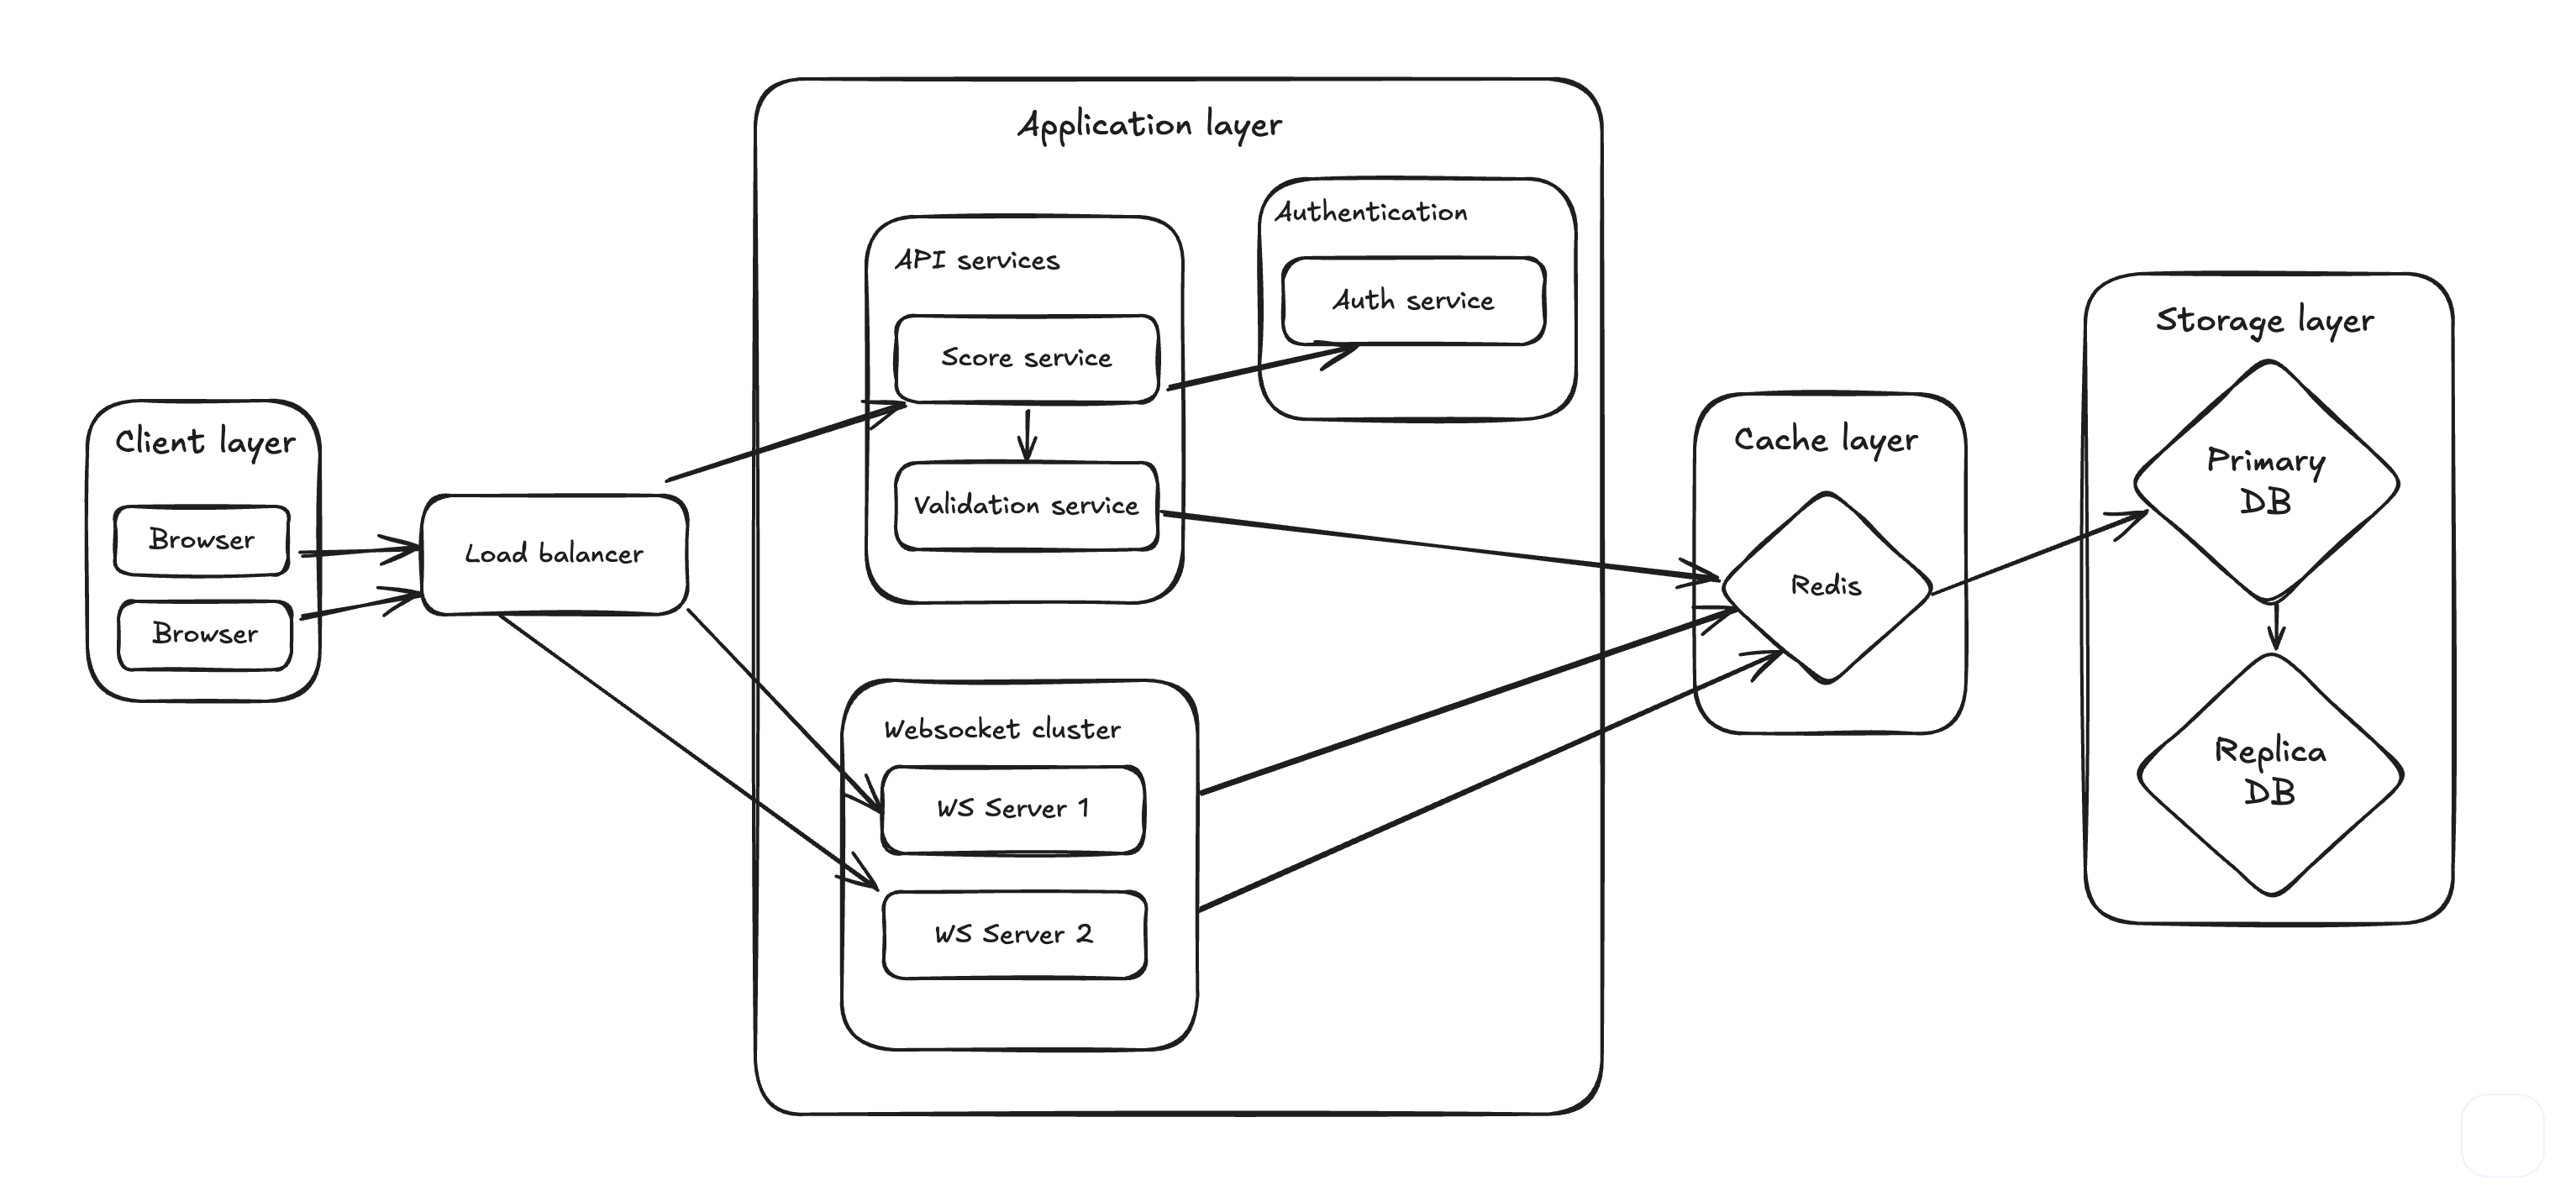 Application layer
Authentication
Auth service
API services
Score service
Validation service
Client layer
Browser
Browser
Load balancer
Websocket cluster
WS Server 1
WS Server 2
Cache layer
Redis
Storage layer
Primary
DB
Replica
DB